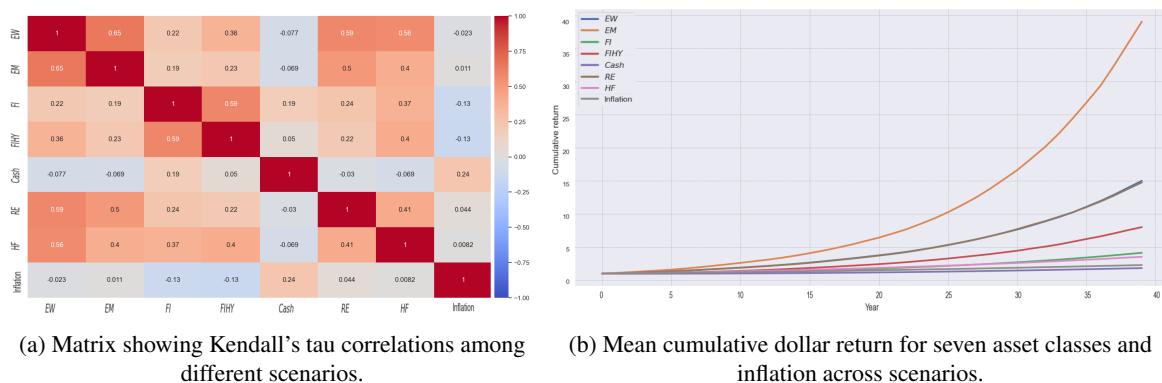 EW 1 0.65 0.22 0.36 -0.077 0.59 0.56 -0.023
EM 0.65 1 0.19 0.23 -0.069 0.5 0.4 0.011
FI 0.22 0.19 1 0.59 0.19 0.24 0.37 -0.13
FIHY 0.36 0.23 0.59 1 0.05 0.22 0.4 -0.13
Cash -0.077 -0.069 0.19 0.05 1 -0.03 -0.069 0.24
RE 0.59 0.5 0.24 0.22 -0.03 1 0.41 0.044
HF 0.56 0.4 0.37 0.4 -0.069 0.41 1 0.0082
Inflation -0.023 0.011 -0.13 -0.13 0.24 0.044 0.0082 1
EW EM FI FIHY Cash RE HF Inflation
1.00
0.75
0.50
0.25
0.00
-0.25
-0.50
-0.75
-1.00
(a) Matrix showing Kendall's tau correlations among
different scenarios.
EW
EM
FI
FIHY
Cash
RE
HF
Inflation
Cumulative return
40
35
30
25
20
15
10
5
0
0 5 10 15 20 25 30 35 40
Year
(b) Mean cumulative dollar return for seven asset classes and
inflation across scenarios.